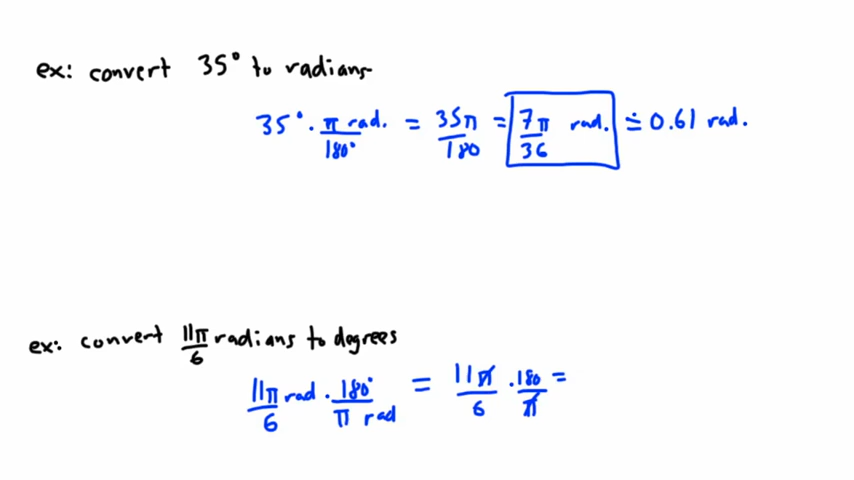 ex: convert 35° to radians
35° · π rad. / 180° = 35π / 180 = 7π / 36 rad. ≐ 0.61 rad.
ex: convert 11π / 6 radians to degrees
11π / 6 rad · 180° / π rad = 11π / 6 · 180 / π =